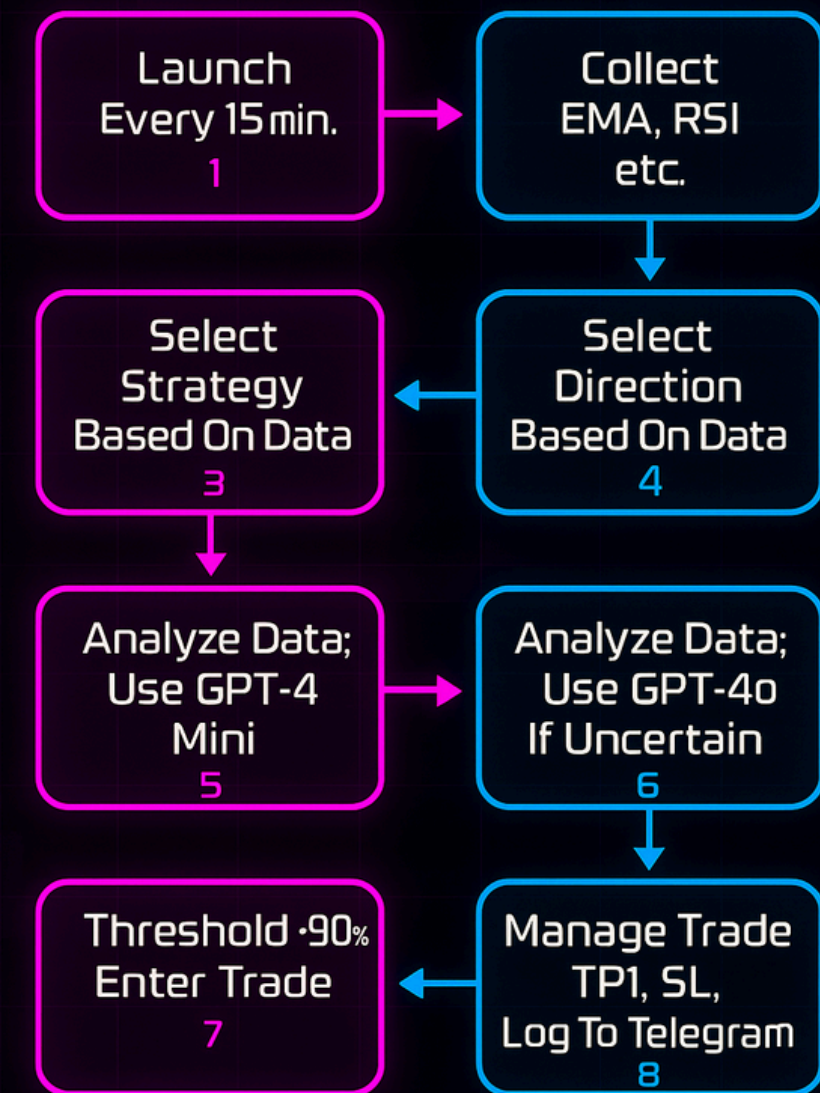 Launch
Every 15 min.
1
Collect
EMA, RSI
etc.
Select
Strategy
Based On Data
3
Select
Direction
Based On Data
4
Analyze Data;
Use GPT-4
Mini
5
Analyze Data;
Use GPT-4o
If Uncertain
6
Threshold •90%
Enter Trade
7
Manage Trade
TP1, SL,
Log To Telegram
8